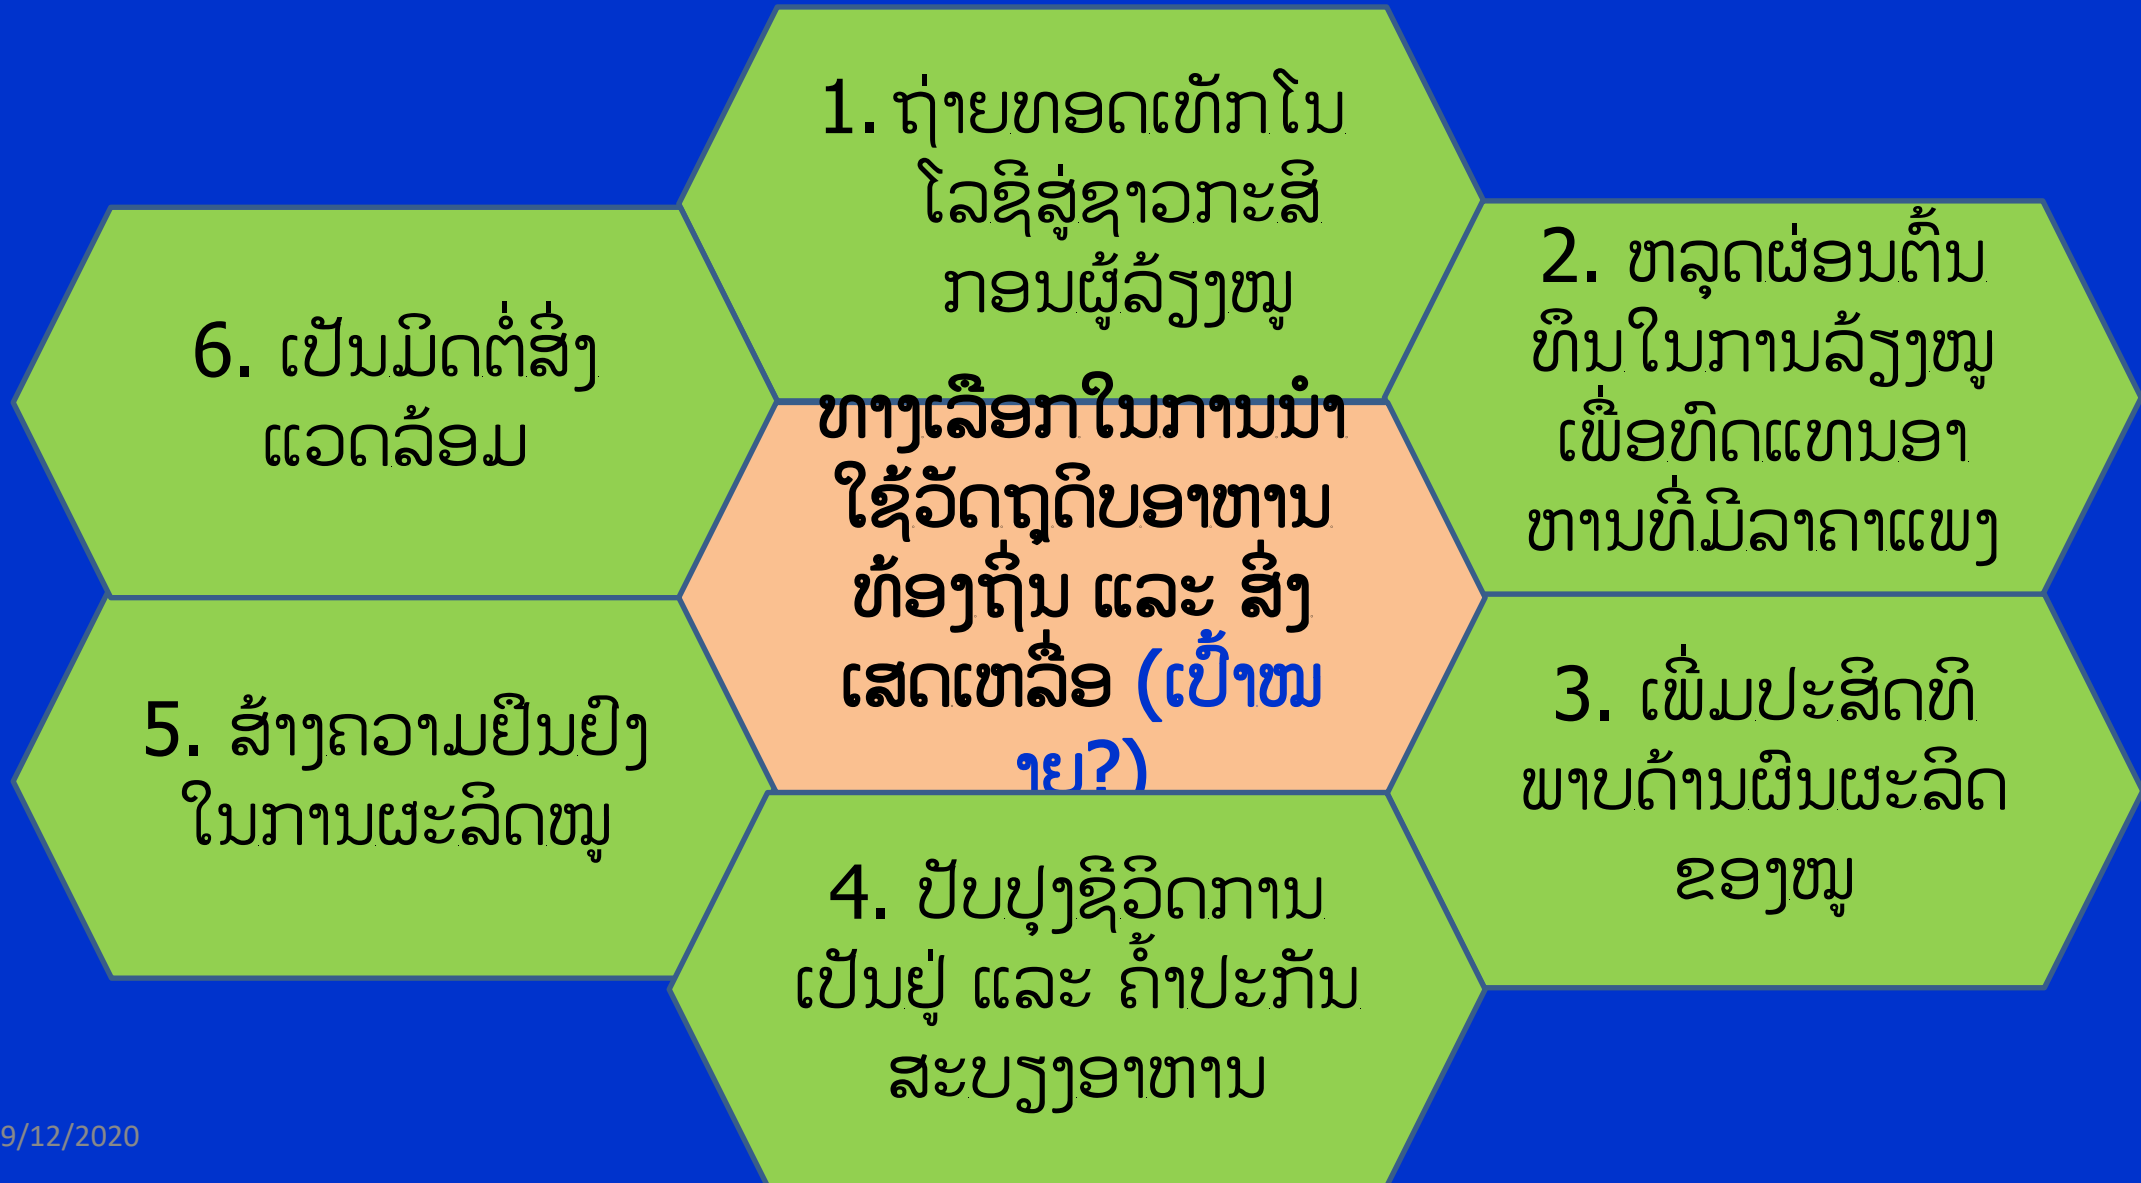 1. ຖ່າຍທອດເທັກໂນ
ໂລຊີສູ່ຊາວກະສິ
ກອນຜູ້ລ້ຽງໝູ
2. ຫລຸດຜ່ອນຕົ້ນ
ທຶນໃນການລ້ຽງໝູ
ເພື່ອທົດແທນອາ
ຫານທີ່ມີລາຄາແພງ
3. ເພີ່ມປະສິດທິ
ພາບດ້ານຜົນຜະລິດ
ຂອງໝູ
4. ປັບປຸງຊີວິດການ
ເປັນຢູ່ ແລະ ຄ້ຳປະກັນ
ສະບຽງອາຫານ
5. ສ້າງຄວາມຢືນຢົງ
ໃນການຜະລິດໝູ
6. ເປັນມິດຕໍ່ສິ່ງ
ແວດລ້ອມ
ທາງເລືອກໃນການນຳ
ໃຊ້ວັດຖຸດິບອາຫານ
ທ້ອງຖິ່ນ ແລະ ສິ່ງ
ເສດເຫລືອ (ເປົ້າໝ
າຍ?)
9/12/2020